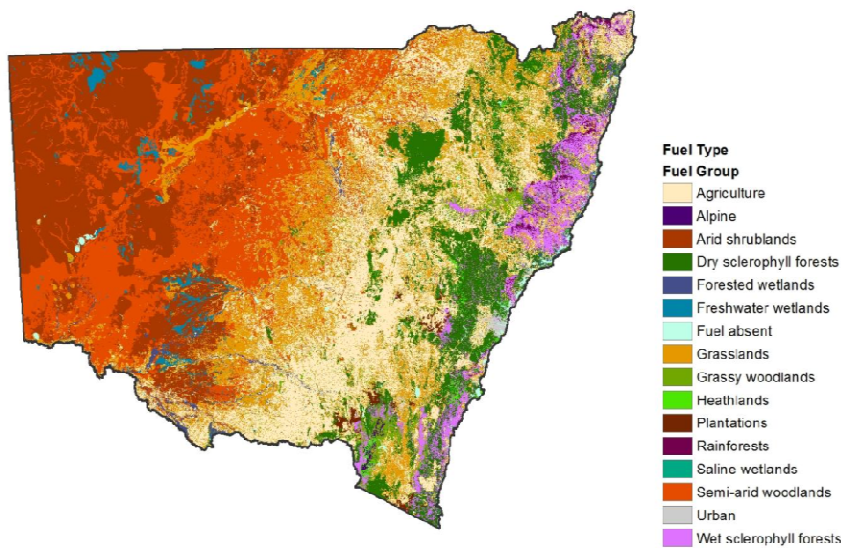 Fuel Type
Fuel Group
Agriculture
Alpine
Arid shrublands
Dry sclerophyll forests
Forested wetlands
Freshwater wetlands
Fuel absent
Grasslands
Grassy woodlands
Heathlands
Plantations
Rainforests
Saline wetlands
Semi-arid woodlands
Urban
Wet sclerophyll forests